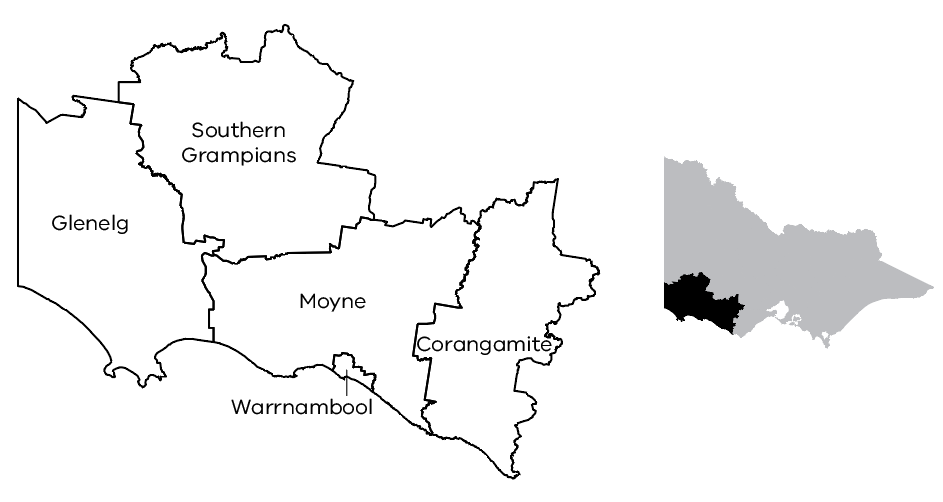 Southern
Grampians
Glenelg
Moyne
Corangamite
Warrnambool